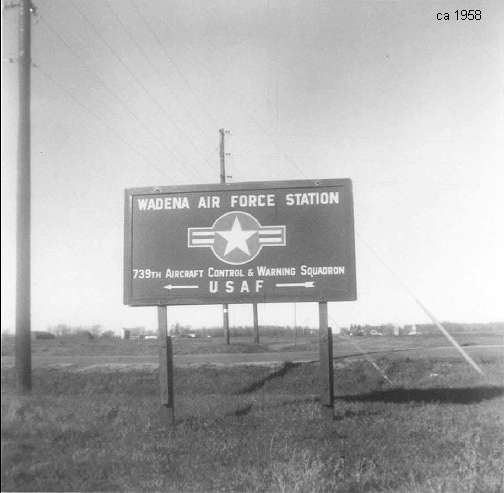 ca 1958
WADENA AIR FORCE STATION
739TH AIRCRAFT CONTROL & WARNING SQUADRON
USAF